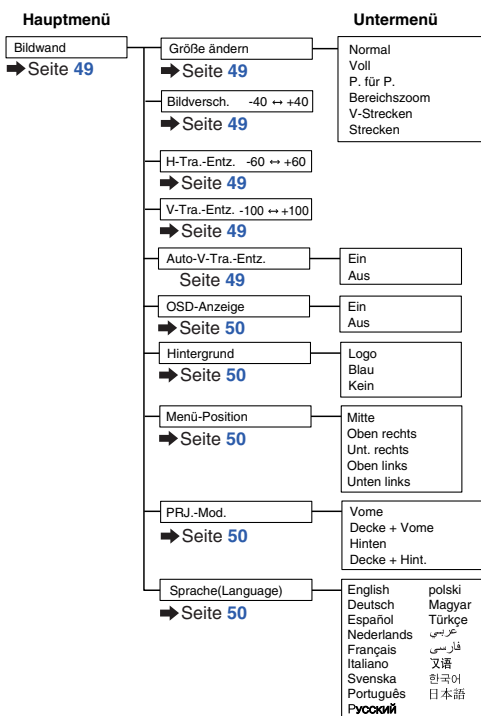 Hauptmenü Untermenü
Bildwand
➡Seite 49
Größe ändern
➡Seite 49
Normal
Voll
P. für P.
Bereichszoom
V-Strecken
Strecken
Bildversch. -40 ↔ +40
➡Seite 49
H-Tra.-Entz. -60 ↔ +60
➡Seite 49
V-Tra.-Entz. -100 ↔ +100
➡Seite 49
Auto-V-Tra.-Entz.
Seite 49
Ein
Aus
OSD-Anzeige
➡Seite 50
Ein
Aus
Hintergrund
➡Seite 50
Logo
Blau
Kein
Menü-Position
➡Seite 50
Mitte
Oben rechts
Unt. rechts
Oben links
Unten links
PRJ.-Mod.
➡Seite 50
Vome
Decke + Vome
Hinten
Decke + Hint.
Sprache(Language)
➡Seite 50
English polski
Deutsch Magyar
Español Türkçe
Nederlands عربي
Français فارسی
Italiano 汉语
Svenska 한국어
Português 日本語
Русский